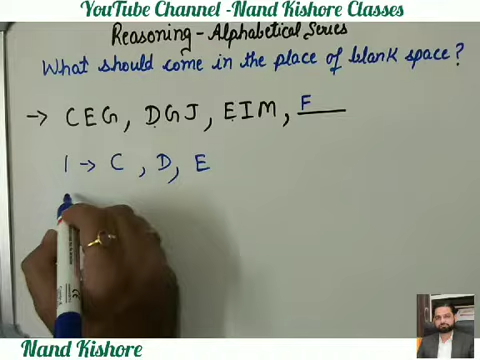 YouTube Channel -Nand Kishore Classes
Reasoning - Alphabetical Series
What should come in the place of blank space?
→ CEG, DGJ, EIM, F____
1 → C, D, E
Nand Kishore